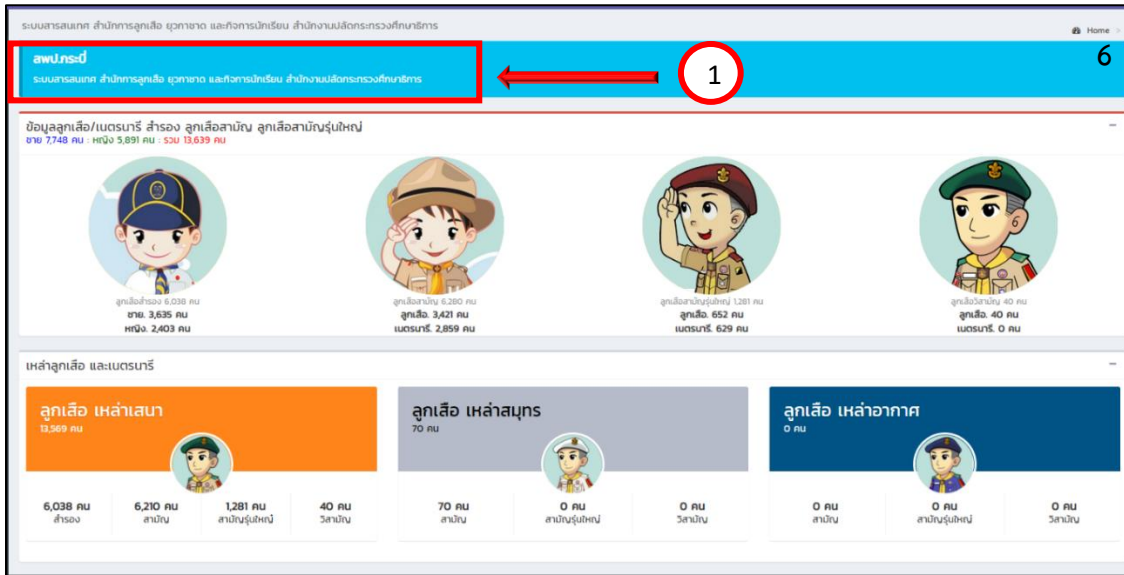 ระบบสารสนเทศ สำนักการลูกเสือ ยุวกาชาด และกิจการนักเรียน สำนักงานปลัดกระทรวงศึกษาธิการ
Home >
สพป.กระบี่
6
ระบบสารสนเทศ สำนักการลูกเสือ ยุวกาชาด และกิจการนักเรียน สำนักงานปลัดกระทรวงศึกษาธิการ
1
ข้อมูลลูกเสือ/เนตรนารี สำรอง ลูกเสือสามัญ ลูกเสือสามัญรุ่นใหญ่
ชาย 7,748 คน : หญิง 5,891 คน : รวม 13,639 คน
ลูกเสือสำรอง 6,038 คน
ชาย. 3,635 คน
หญิง. 2,403 คน
ลูกเสือสามัญ 6,280 คน
ลูกเสือ. 3,421 คน
เนตรนารี. 2,859 คน
ลูกเสือสามัญรุ่นใหญ่ 1,281 คน
ลูกเสือ. 652 คน
เนตรนารี. 629 คน
ลูกเสือวิสามัญ 40 คน
ลูกเสือ. 40 คน
เนตรนารี. 0 คน
เหล่าลูกเสือ และเนตรนารี
ลูกเสือ เหล่าเสนา
13,569 คน
6,038 คน 6,210 คน 1,281 คน 40 คน
สำรอง สามัญ สามัญรุ่นใหญ่ วิสามัญ
ลูกเสือ เหล่าสมุทร
70 คน
70 คน 0 คน 0 คน
สามัญ สามัญรุ่นใหญ่ วิสามัญ
ลูกเสือ เหล่าอากาศ
0 คน
0 คน 0 คน 0 คน
สามัญ สามัญรุ่นใหญ่ วิสามัญ